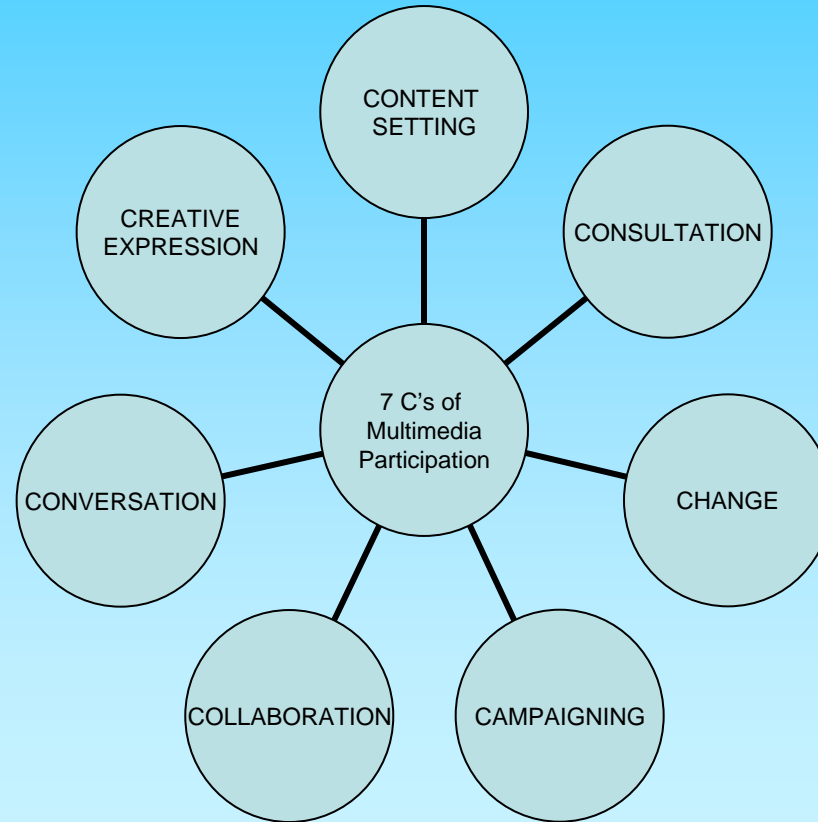 CONTENT
SETTING
CREATIVE
EXPRESSION
CONSULTATION
7 C’s of
Multimedia
Participation
CONVERSATION
CHANGE
COLLABORATION
CAMPAIGNING